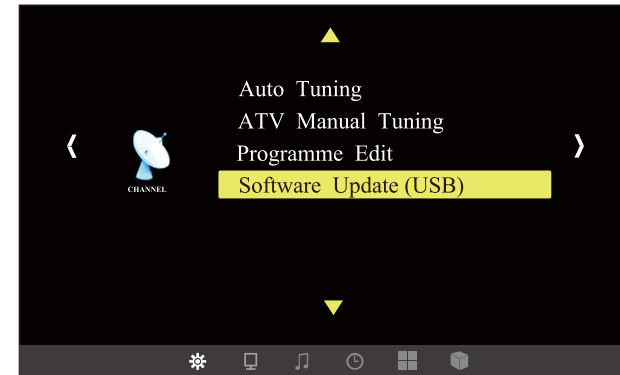 Auto Tuning
ATV Manual Tuning
Programme Edit
CHANNEL
Software Update (USB)